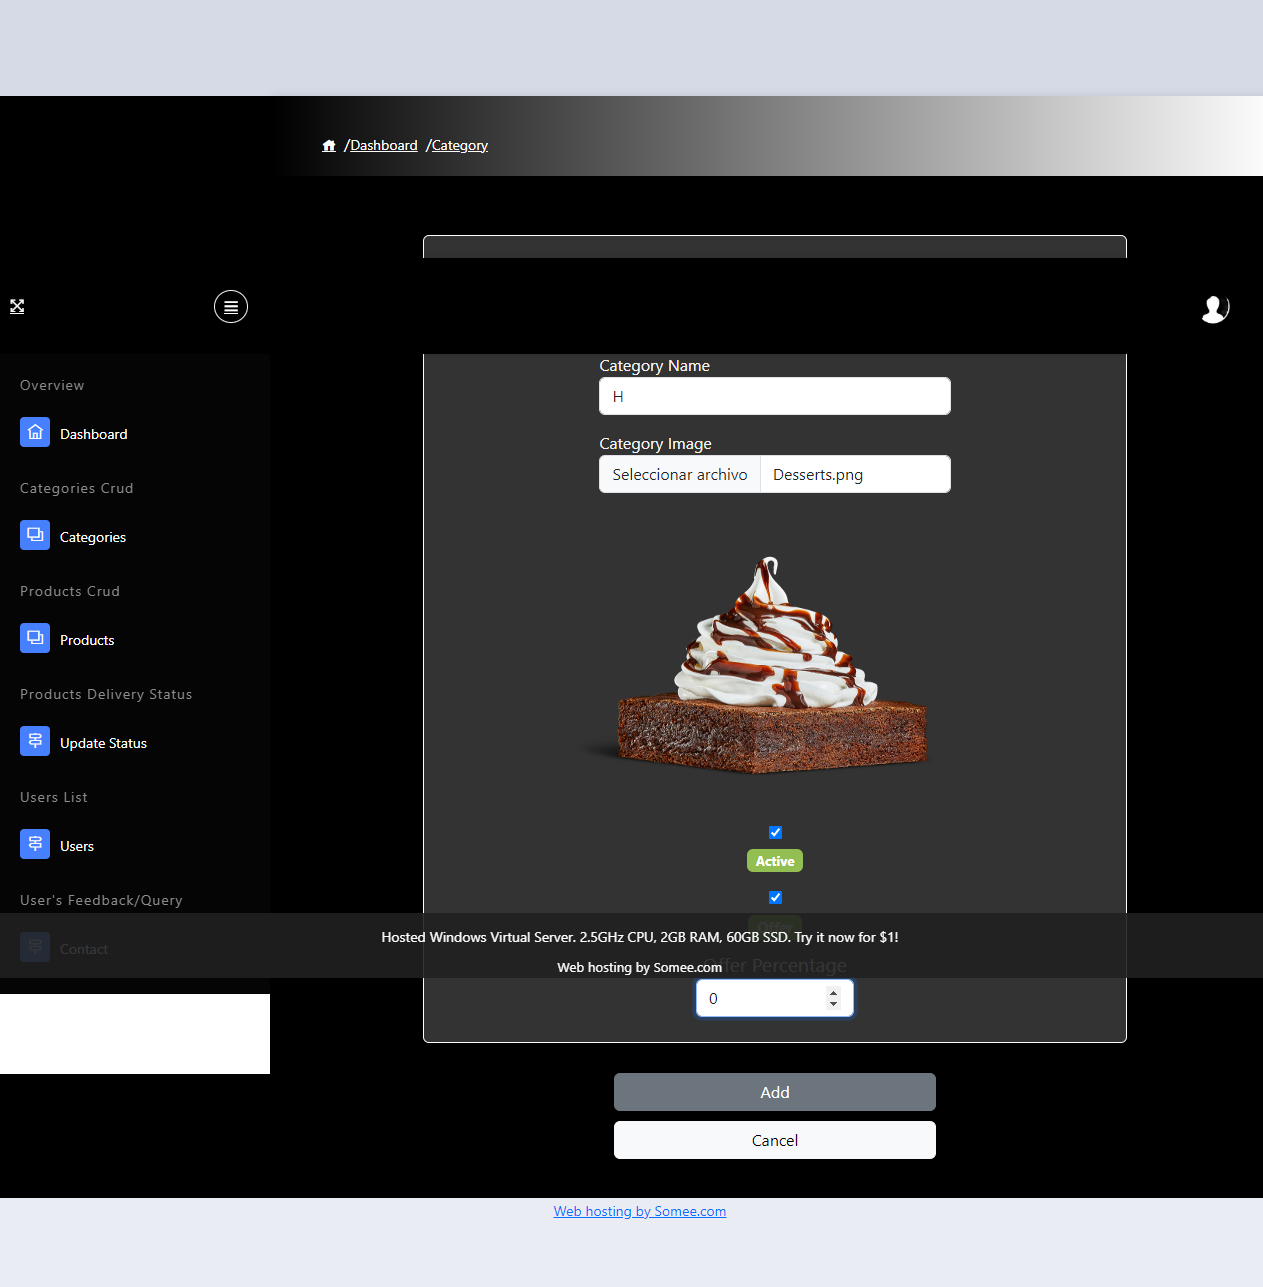 /Dashboard /Category
Overview
Dashboard
Categories Crud
Categories
Products Crud
Products
Products Delivery Status
Update Status
Users List
Users
User's Feedback/Query
Contact
Category Name
H
Category Image
Seleccionar archivo Desserts.png
Active
Offer
Hosted Windows Virtual Server. 2.5GHz CPU, 2GB RAM, 60GB SSD. Try it now for $1!
Offer Percentage
Web hosting by Somee.com
0
Add
Cancel
Web hosting by Somee.com